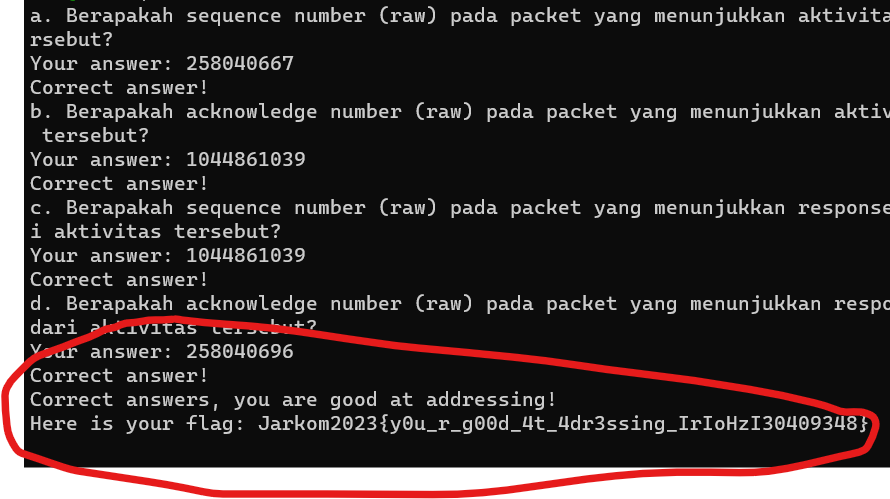 a. Berapakah sequence number (raw) pada packet yang menunjukkan aktivita
rsebut?
Your answer: 258040667
Correct answer!
b. Berapakah acknowledge number (raw) pada packet yang menunjukkan aktiv
tersebut?
Your answer: 1044861039
Correct answer!
c. Berapakah sequence number (raw) pada packet yang menunjukkan response
i aktivitas tersebut?
Your answer: 1044861039
Correct answer!
d. Berapakah acknowledge number (raw) pada packet yang menunjukkan respo
dari aktivitas tersebut?
Your answer: 258040696
Correct answer!
Correct answers, you are good at addressing!
Here is your flag: Jarkom2023{y0u_r_g00d_4t_4dr3ssing_IrIoHzI30409348}